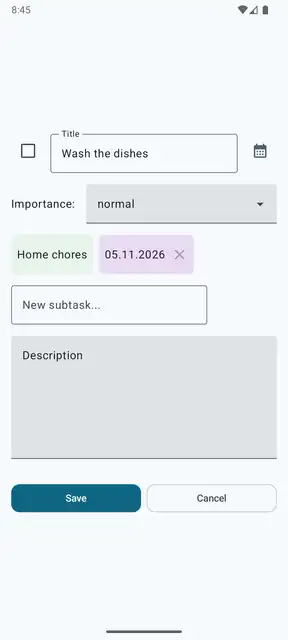 8:45
Title
Wash the dishes
Importance:
normal
Home chores
05.11.2026
New subtask...
Description
Save
Cancel